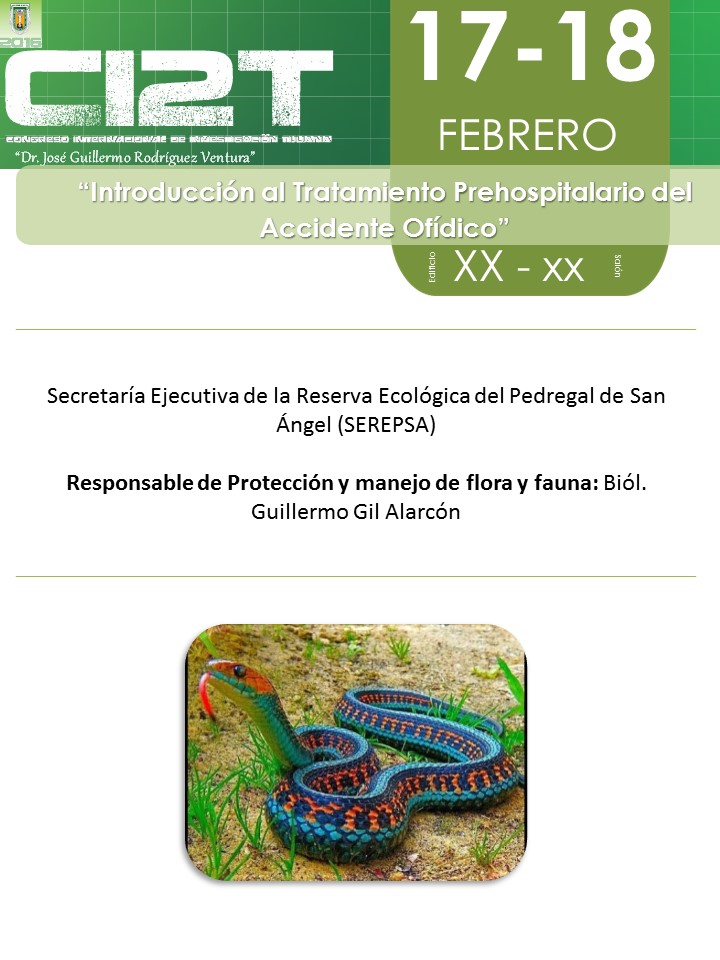 2016
CI2T
CONGRESO INTERNACIONAL DE INVESTIGACIÓN TIJUANA
“Dr. José Guillermo Rodríguez Ventura”
17-18
FEBRERO
“Introducción al Tratamiento Prehospitalario del
Accidente Ofídico”
Edificio
XX - XX
Salón
Secretaría Ejecutiva de la Reserva Ecológica del Pedregal de San
Ángel (SEREPSA)
Responsable de Protección y manejo de flora y fauna: Biól.
Guillermo Gil Alarcón